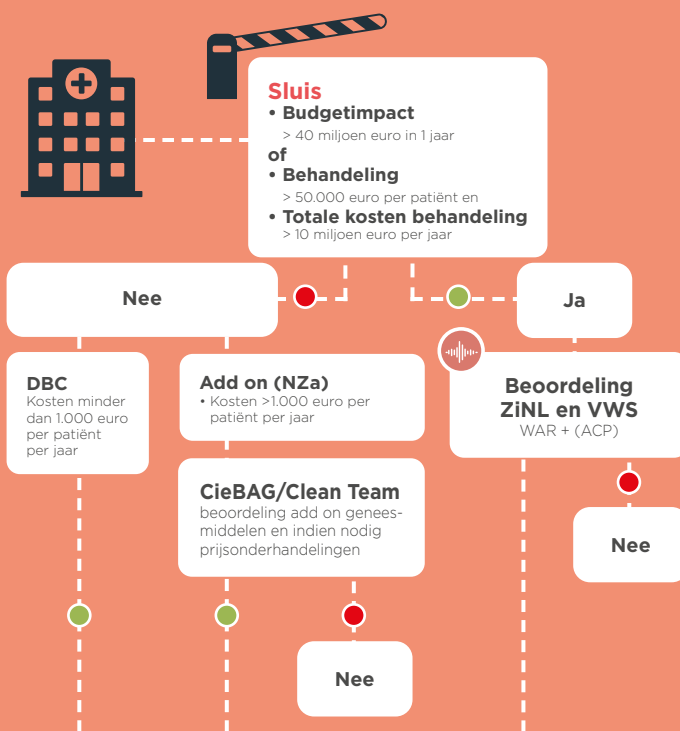 Sluis
• Budgetimpact
> 40 miljoen euro in 1 jaar
of
• Behandeling
> 50.000 euro per patiënt en
• Totale kosten behandeling
> 10 miljoen euro per jaar
Nee
Ja
DBC
Kosten minder
dan 1.000 euro
per patiënt
per jaar
Add on (NZa)
• Kosten >1.000 euro per
patiënt per jaar
Beoordeling
ZiNL en VWS
WAR + (ACP)
CieBAG/Clean Team
beoordeling add on genees-
middelen en indien nodig
prijsonderhandelingen
Nee
Nee